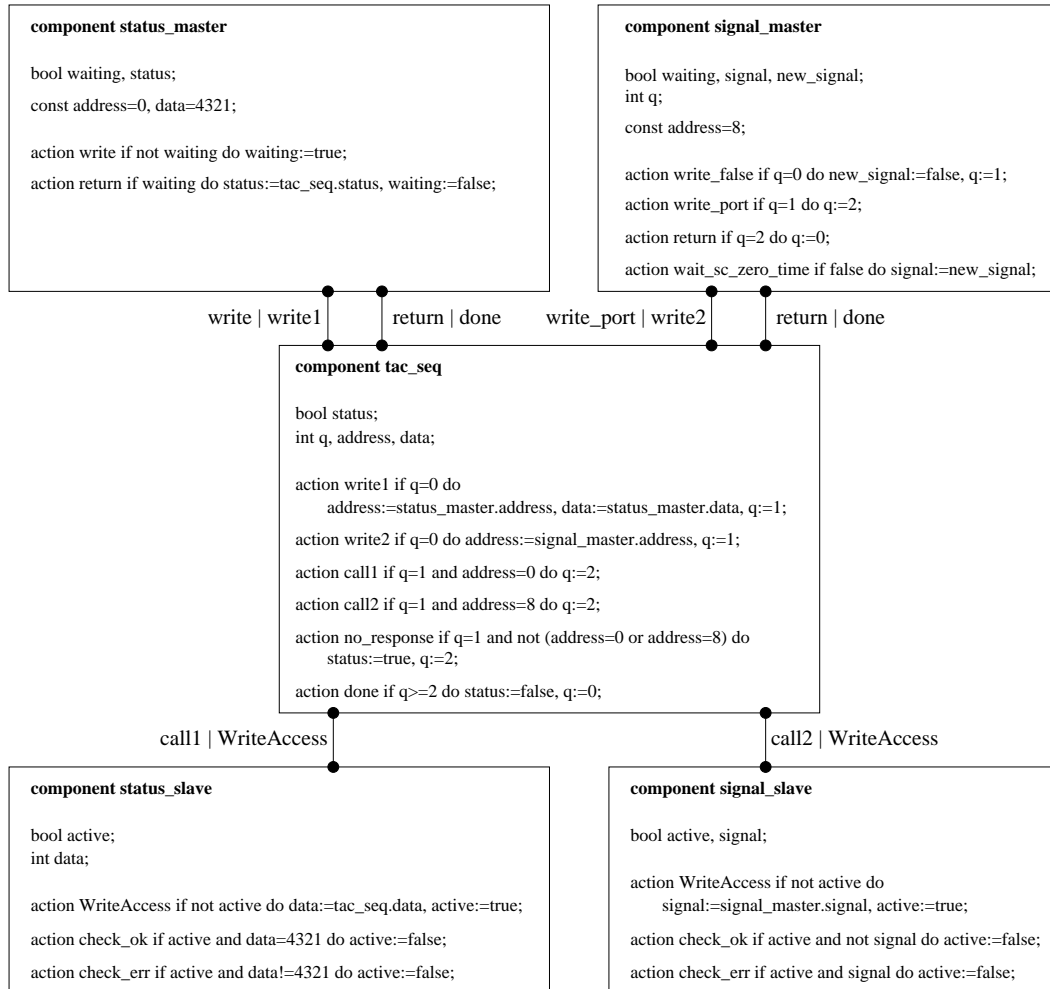 component status_master
bool waiting, status;
const address=0, data=4321;
action write if not waiting do waiting:=true;
action return if waiting do status:=tac_seq.status, waiting:=false;
component signal_master
bool waiting, signal, new_signal;
int q;
const address=8;
action write_false if q=0 do new_signal:=false, q:=1;
action write_port if q=1 do q:=2;
action return if q=2 do q:=0;
action wait_sc_zero_time if false do signal:=new_signal;
write | write1
return | done
write_port | write2
return | done
component tac_seq
bool status;
int q, address, data;
action write1 if q=0 do
address:=status_master.address, data:=status_master.data, q:=1;
action write2 if q=0 do address:=signal_master.address, q:=1;
action call1 if q=1 and address=0 do q:=2;
action call2 if q=1 and address=8 do q:=2;
action no_response if q=1 and not (address=0 or address=8) do
status:=true, q:=2;
action done if q>=2 do status:=false, q:=0;
call1 | WriteAccess
call2 | WriteAccess
component status_slave
bool active;
int data;
action WriteAccess if not active do data:=tac_seq.data, active:=true;
action check_ok if active and data=4321 do active:=false;
action check_err if active and data!=4321 do active:=false;
component signal_slave
bool active, signal;
action WriteAccess if not active do
signal:=signal_master.signal, active:=true;
action check_ok if active and not signal do active:=false;
action check_err if active and signal do active:=false;